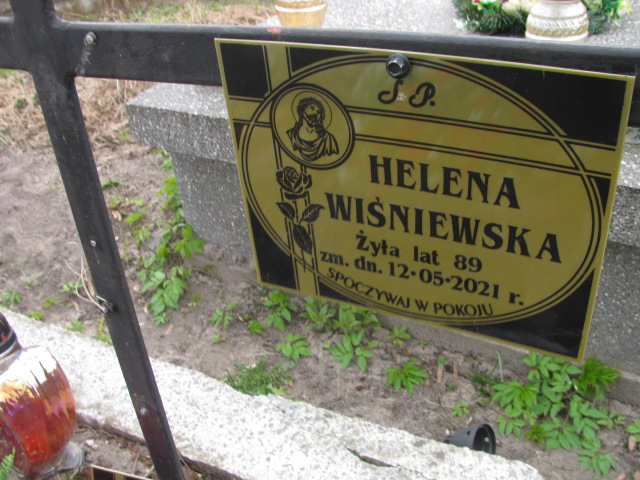 Ś.P.
HELENA
WIŚNIEWSKA
Żyła lat 89
zm. dn. 12·05·2021 r.
SPOCZYWAJ W POKOJU